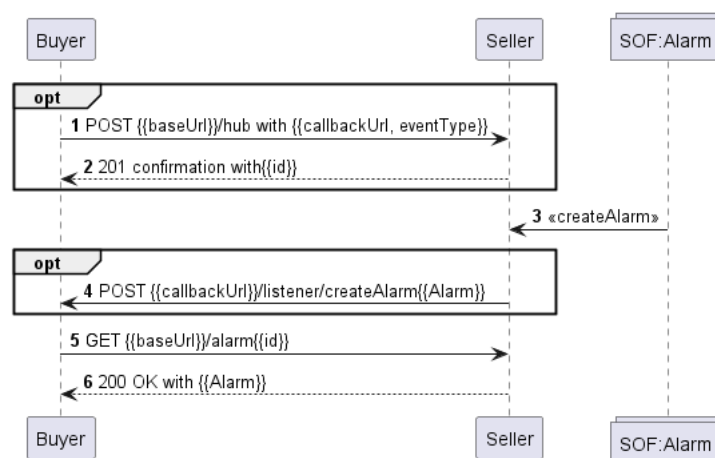 Buyer Seller SOF:Alarm
opt
1 POST {{baseUrl}}/hub with {{callbackUrl, eventType}}
2 201 confirmation with{{id}}
3 «createAlarm»
opt
4 POST {{callbackUrl}}/listener/createAlarm{{Alarm}}
5 GET {{baseUrl}}/alarm{{id}}
6 200 OK with {{Alarm}}
Buyer Seller SOF:Alarm